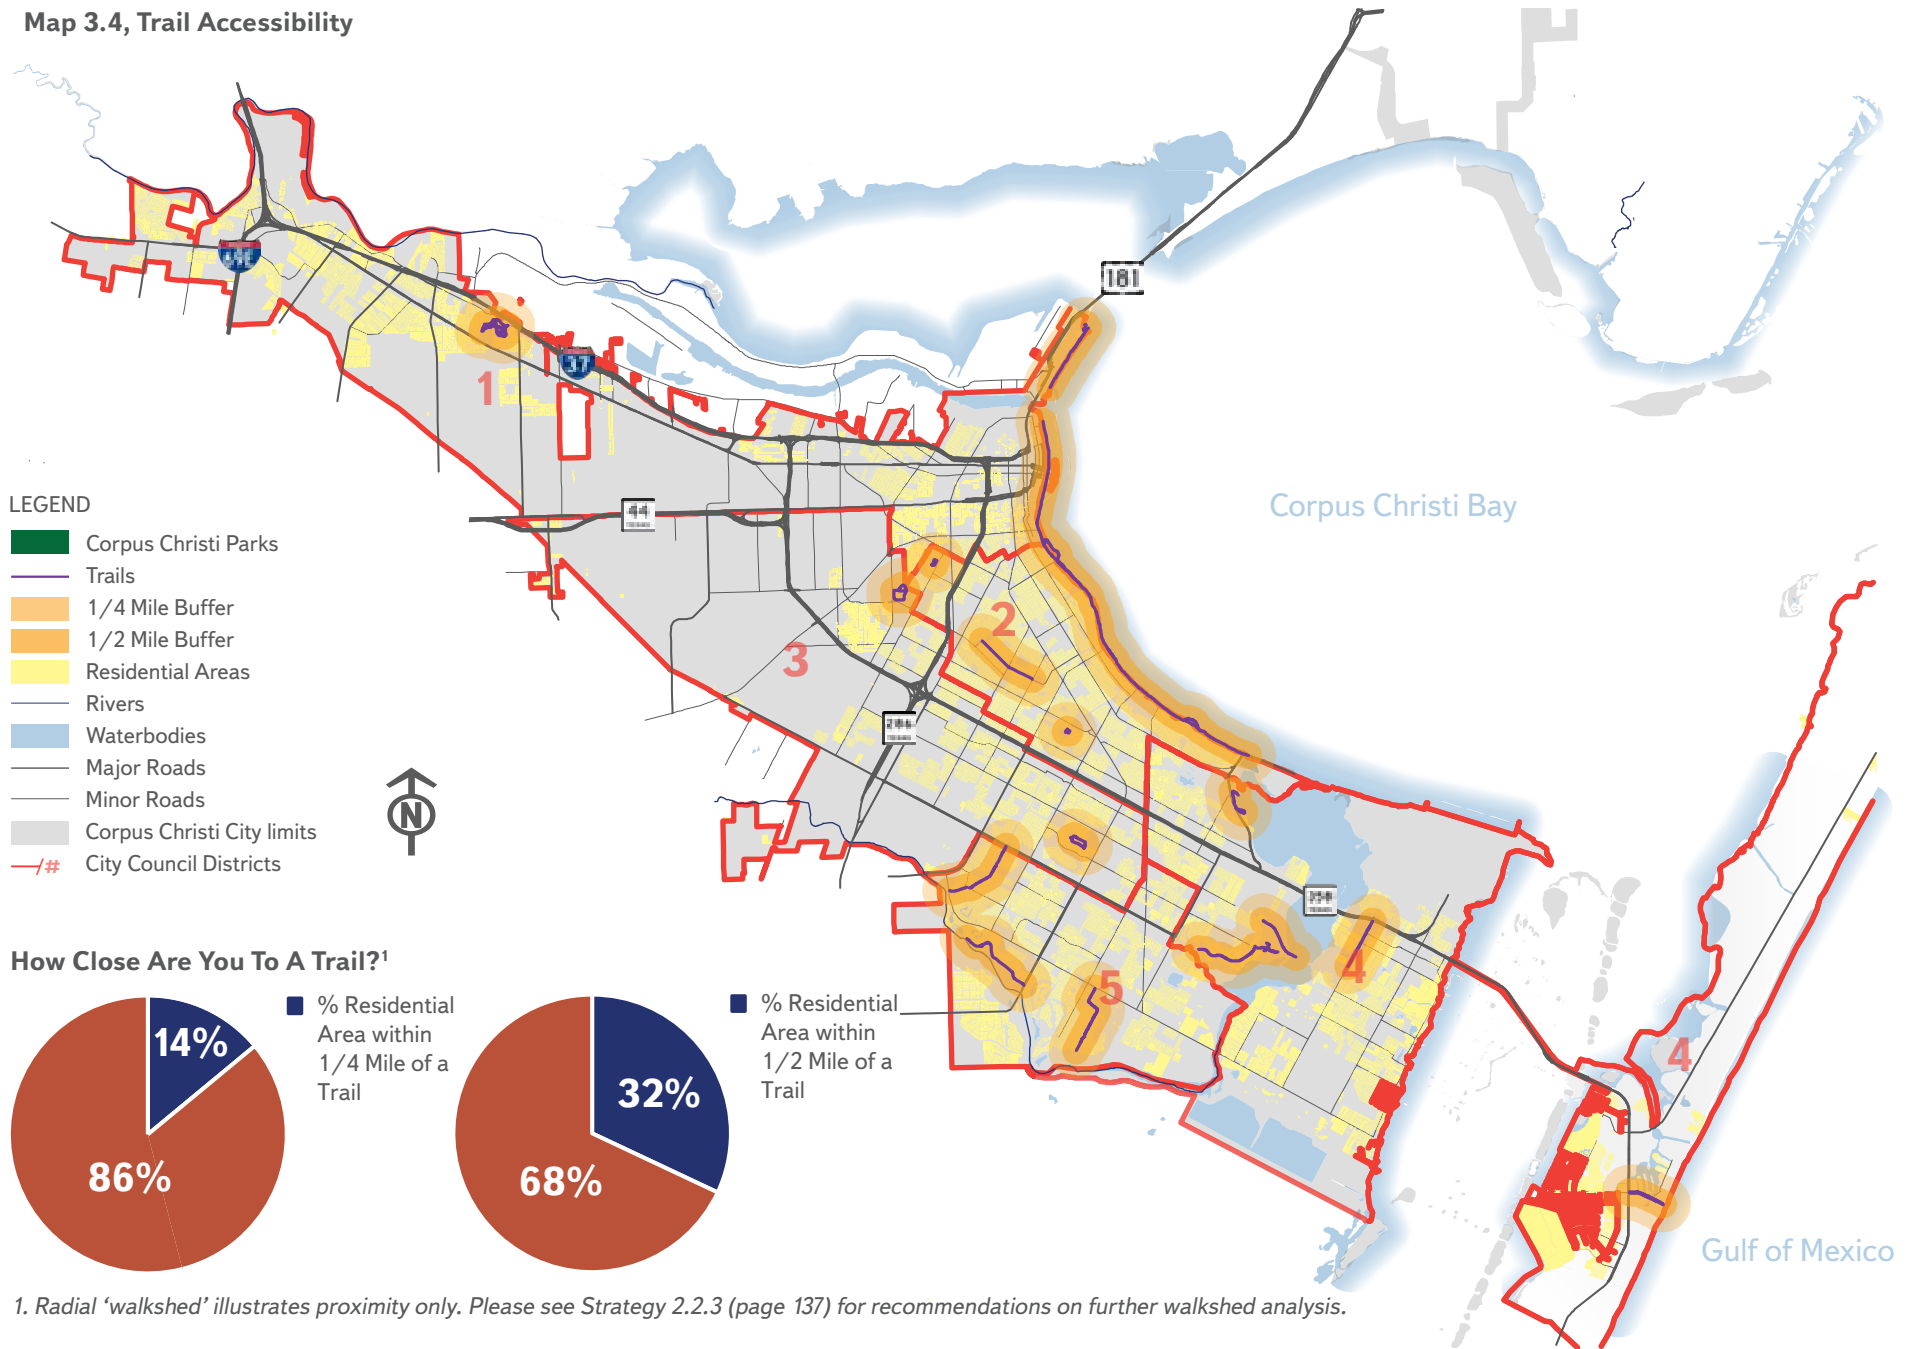 Map 3.4, Trail Accessibility
181
37
1
Corpus Christi Bay
LEGEND
44
Corpus Christi Parks
Trails
1/4 Mile Buffer
1/2 Mile Buffer
Residential Areas
Rivers
Waterbodies
Major Roads
Minor Roads
Corpus Christi City limits
# City Council Districts
N
2
3
4
5
4
How Close Are You To A Trail?¹
14%
86%
% Residential
Area within
1/4 Mile of a
Trail
32%
68%
% Residential
Area within
1/2 Mile of a
Trail
Gulf of Mexico
1. Radial ‘walkshed’ illustrates proximity only. Please see Strategy 2.2.3 (page 137) for recommendations on further walkshed analysis.